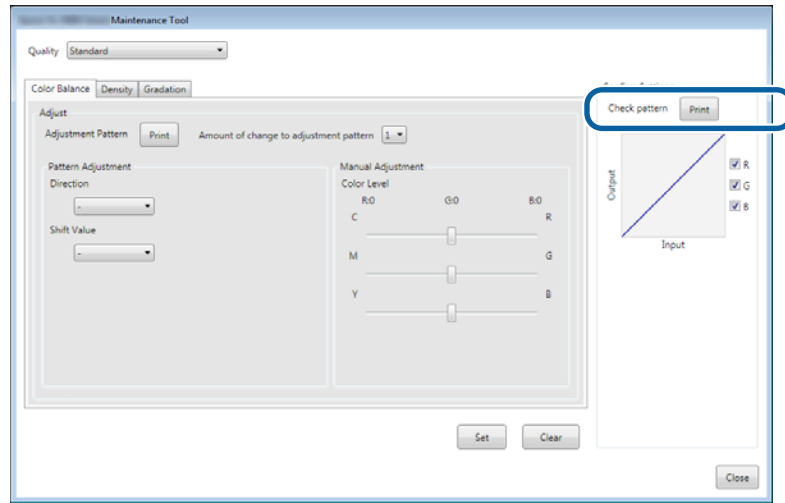 Maintenance Tool
Quality Standard
Color Balance Density Gradation
Adjust
Adjustment Pattern Print Amount of change to adjustment pattern 1
Pattern Adjustment
Direction
-
Shift Value
-
Manual Adjustment
Color Level
R:0 G:0 B:0
C R
M G
Y B
Check pattern Print
Output
Input
R
G
B
Set Clear
Close